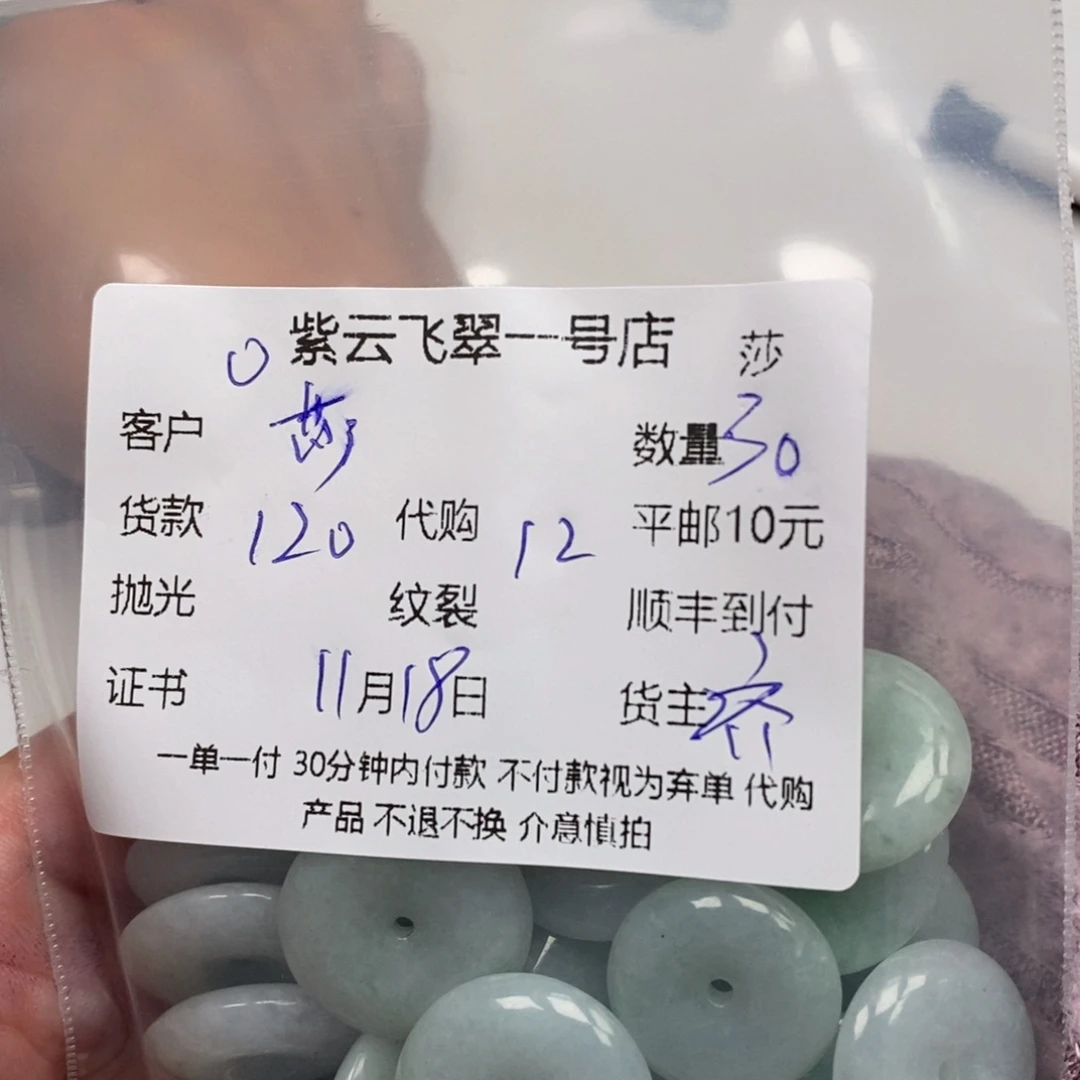 紫云飞翠一号店 莎
客户 数量30
货款 120 代购 12 平邮10元
抛光 纹裂 顺丰到付
证书 11月18日 货主齐
一单一付 30分钟内付款 不付款视为弃单 代购
产品 不退不换 介意慎拍